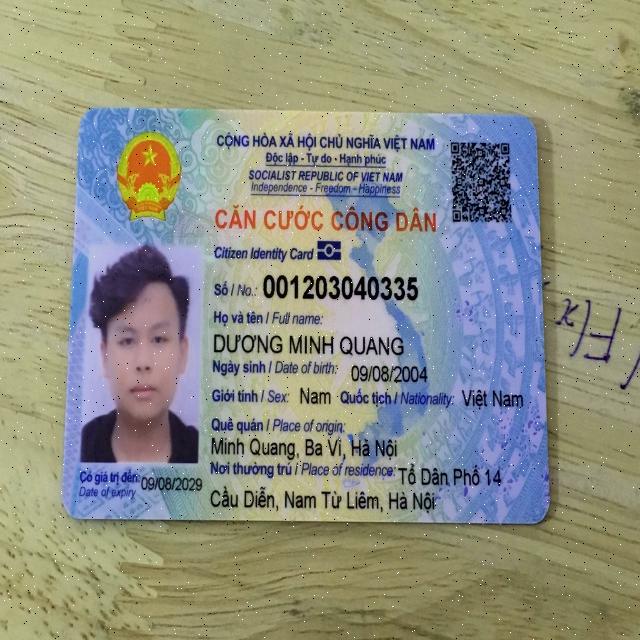 CỘNG HÒA XÃ HỘI CHỦ NGHĨA VIỆT NAM
Độc lập - Tự do - Hạnh phúc
SOCIALIST REPUBLIC OF VIET NAM
Independence - Freedom - Happiness
CĂN CƯỚC CÔNG DÂN
Citizen Identity Card
Số / No.: 001203040335
Họ và tên / Full name:
DƯƠNG MINH QUANG
Ngày sinh / Date of birth: 09/08/2004
Giới tính / Sex: Nam Quốc tịch / Nationality: Việt Nam
Quê quán / Place of origin:
Minh Quang, Ba Vì, Hà Nội
Nơi thường trú / Place of residence: Tổ Dân Phố 14
Cầu Diễn, Nam Từ Liêm, Hà Nội
Có giá trị đến: 09/08/2029
Date of expiry